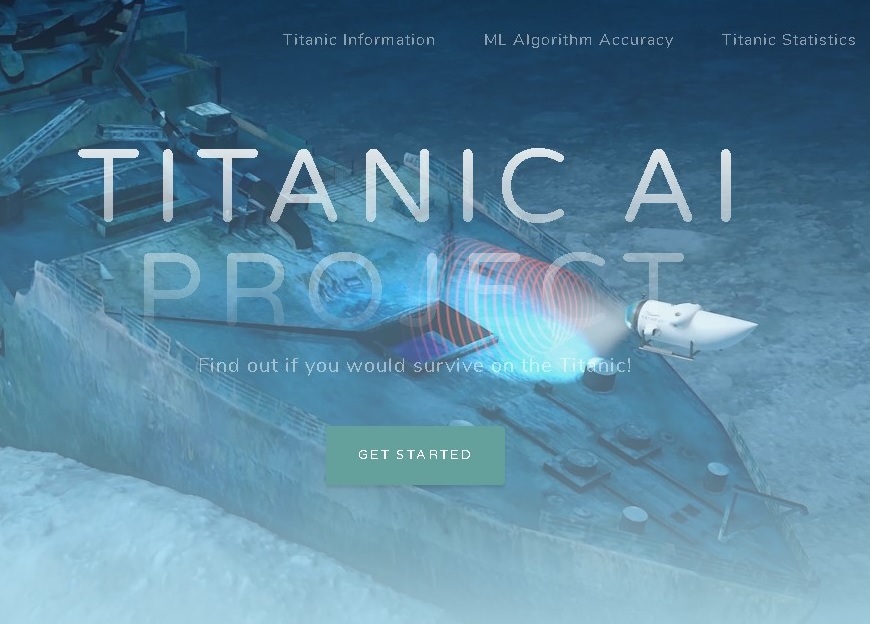 Titanic Information ML Algorithm Accuracy Titanic Statistics
TITANIC AI
PROJECT
Find out if you would survive on the Titanic!
GET STARTED